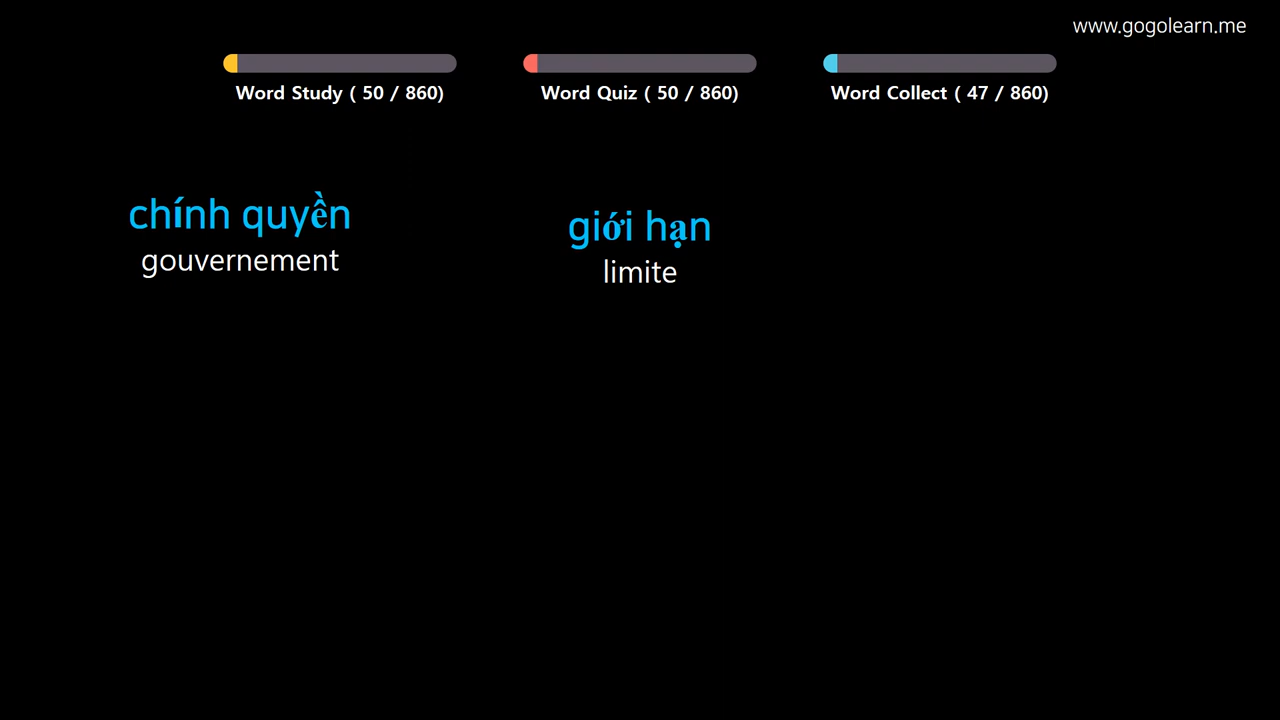 www.gogolearn.me
Word Study ( 50 / 860)
Word Quiz ( 50 / 860)
Word Collect ( 47 / 860)
chính quyền
gouvernement
giới hạn
limite